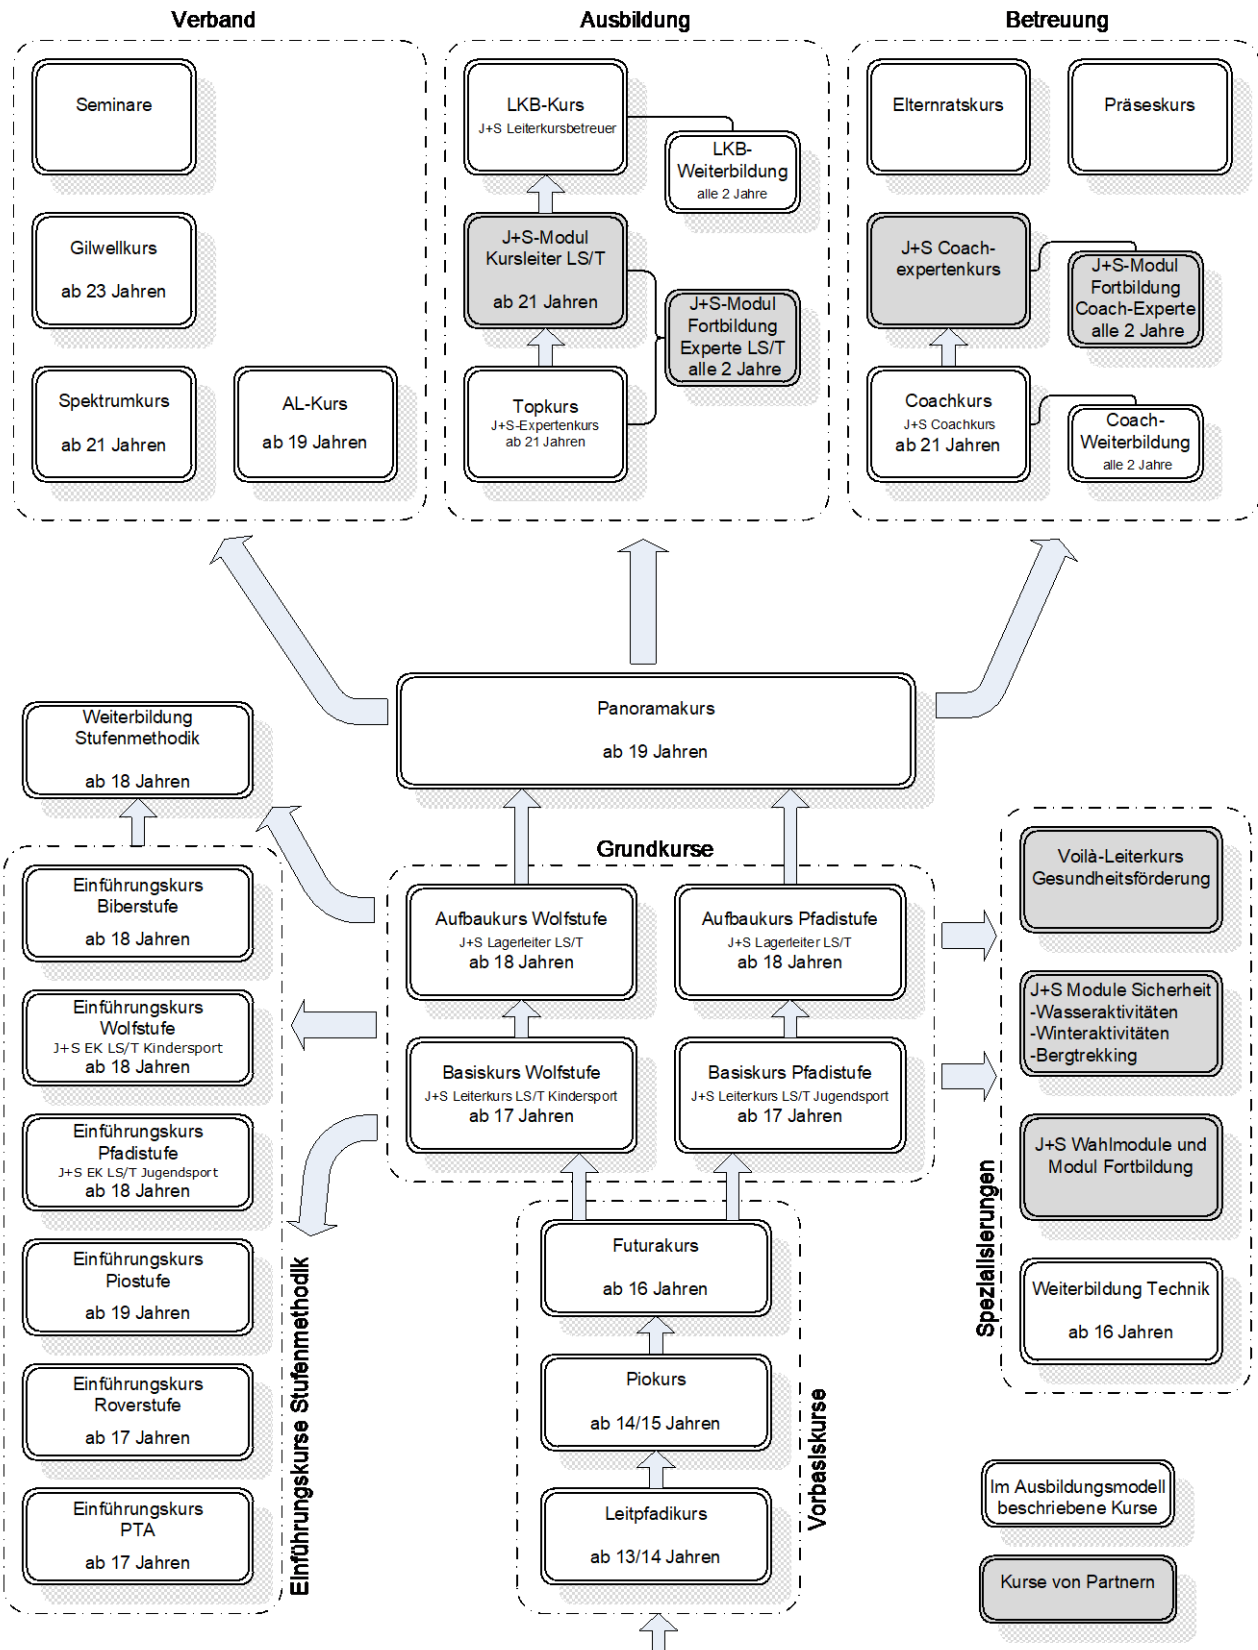 Verband
Seminare
Gilwellkurs
ab 23 Jahren
Spektrumkurs
ab 21 Jahren
AL-Kurs
ab 19 Jahren
Ausbildung
LKB-Kurs
J+S Leiterkursbetreuer
LKB-
Weiterbildung
alle 2 Jahre
J+S-Modul
Kursleiter LS/T
ab 21 Jahren
J+S-Modul
Fortbildung
Experte LS/T
alle 2 Jahre
Topkurs
J+S-Expertenkurs
ab 21 Jahren
Betreuung
Elternratskurs
Präseskurs
J+S Coach-
expertenkurs
J+S-Modul
Fortbildung
Coach-Experte
alle 2 Jahre
Coachkurs
J+S Coachkurs
ab 21 Jahren
Coach-
Weiterbildung
alle 2 Jahre
Panoramakurs
ab 19 Jahren
Weiterbildung
Stufenmethodik
ab 18 Jahren
Einführungskurs
Biberstufe
ab 18 Jahren
Einführungskurs
Wolfstufe
J+S EK LS/T Kindersport
ab 18 Jahren
Einführungskurs
Pfadistufe
J+S EK LS/T Jugendsport
ab 18 Jahren
Einführungskurs
Piostufe
ab 19 Jahren
Einführungskurs
Roverstufe
ab 17 Jahren
Einführungskurs
PTA
ab 17 Jahren
Einführungskurse Stufenmethodik
Grundkurse
Aufbaukurs Wolfstufe
J+S Lagerleiter LS/T
ab 18 Jahren
Aufbaukurs Pfadistufe
J+S Lagerleiter LS/T
ab 18 Jahren
Basiskurs Wolfstufe
J+S Leiterkurs LS/T Kindersport
ab 17 Jahren
Basiskurs Pfadistufe
J+S Leiterkurs LS/T Jugendsport
ab 17 Jahren
Futurakurs
ab 16 Jahren
Piokurs
ab 14/15 Jahren
Leitpfadikurs
ab 13/14 Jahren
Vorbasiskurse
Voilà-Leiterkurs
Gesundheitsförderung
J+S Module Sicherheit
-Wasseraktivitäten
-Winteraktivitäten
-Bergtrekking
J+S Wahlmodule und
Modul Fortbildung
Weiterbildung Technik
ab 16 Jahren
Spezialisierungen
Im Ausbildungsmodell
beschriebene Kurse
Kurse von Partnern